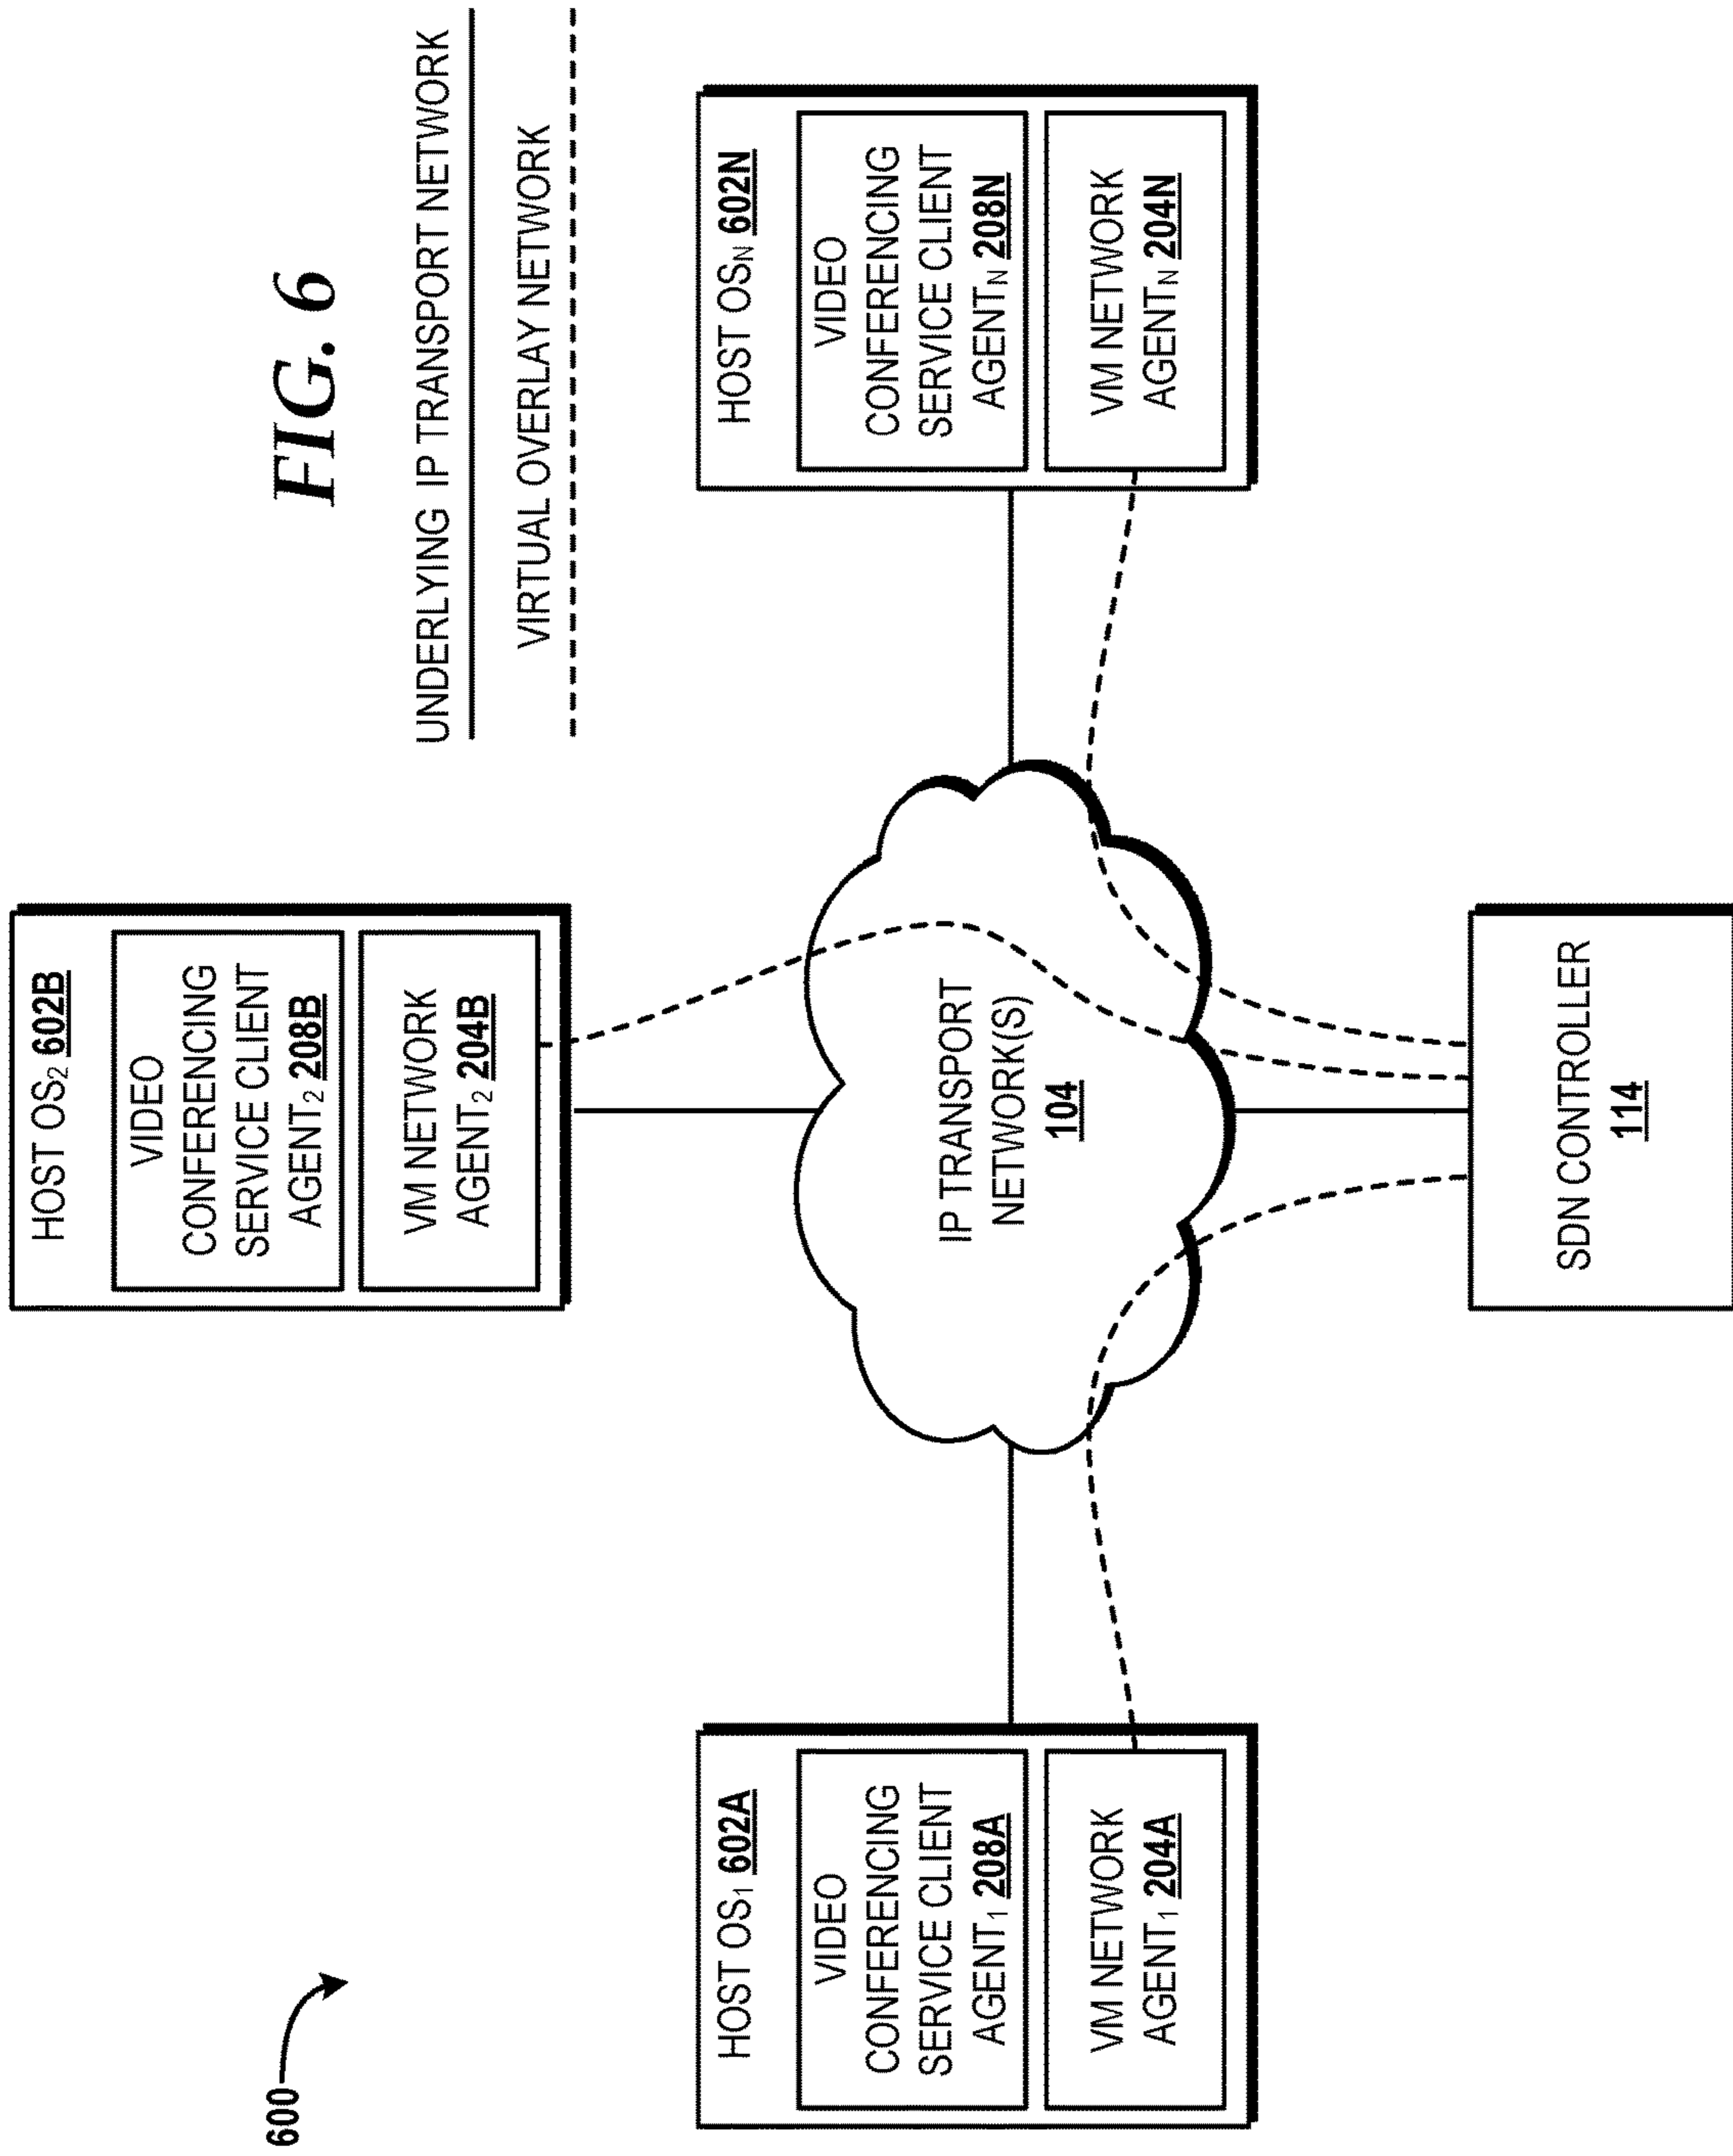 600
FIG. 6
UNDERLYING IP TRANSPORT NETWORK
VIRTUAL OVERLAY NETWORK
HOST OS₂ 602B
VIDEO
CONFERENCING
SERVICE CLIENT
AGENT₂ 208B
VM NETWORK
AGENT₂ 204B
HOST OS₁ 602A
VIDEO
CONFERENCING
SERVICE CLIENT
AGENT₁ 208A
VM NETWORK
AGENT₁ 204A
IP TRANSPORT
NETWORK(S)
104
HOST OSN 602N
VIDEO
CONFERENCING
SERVICE CLIENT
AGENTN 208N
VM NETWORK
AGENTN 204N
SDN CONTROLLER
114